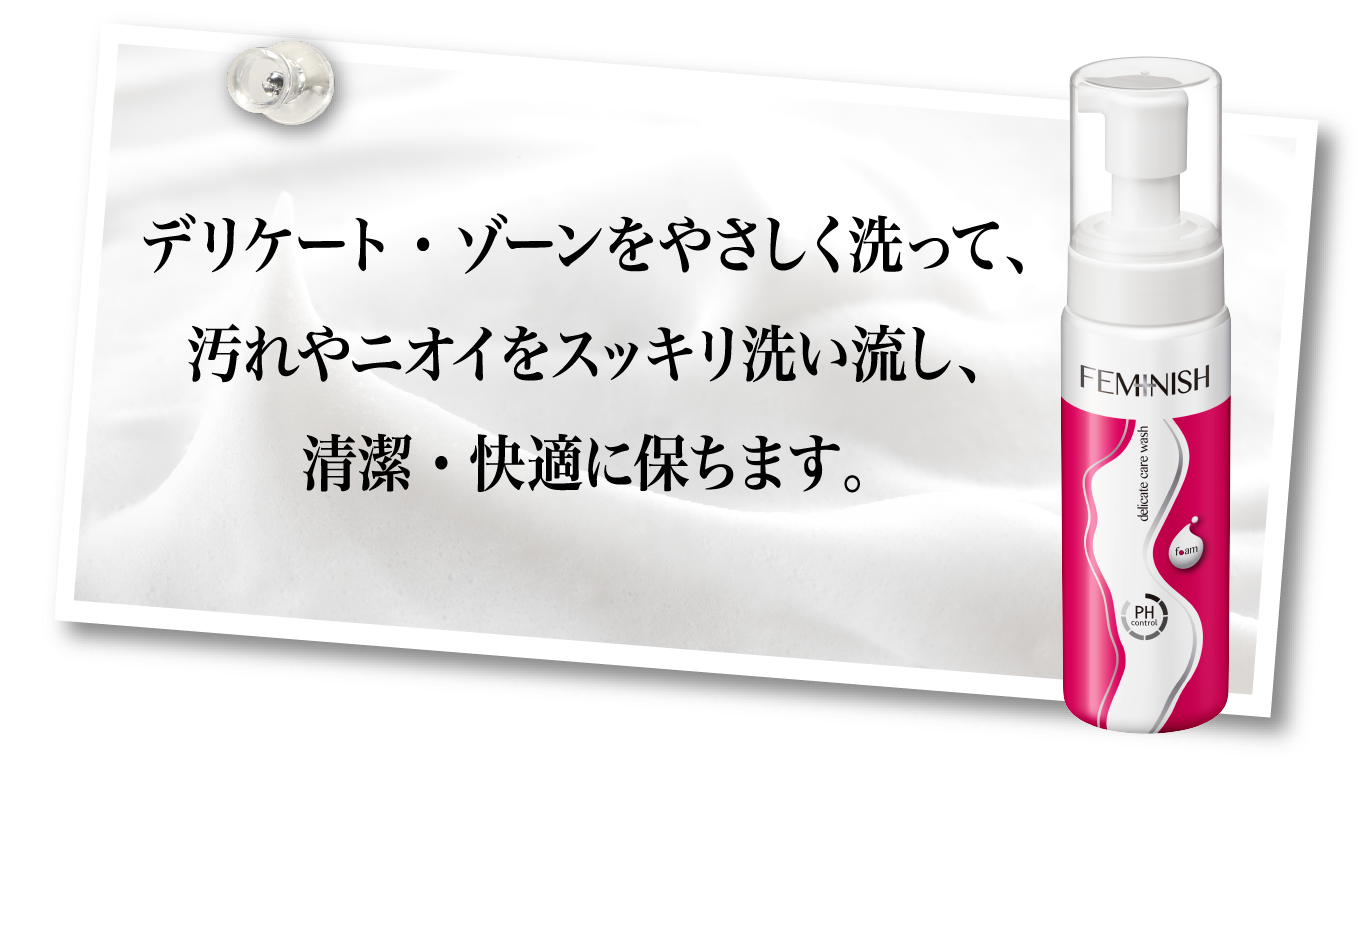 デリケート・ゾーンをやさしく洗って、
汚れやニオイをスッキリ洗い流し、
清潔・快適に保ちます。
FEMINISH
delicate care wash
foam
PH
control